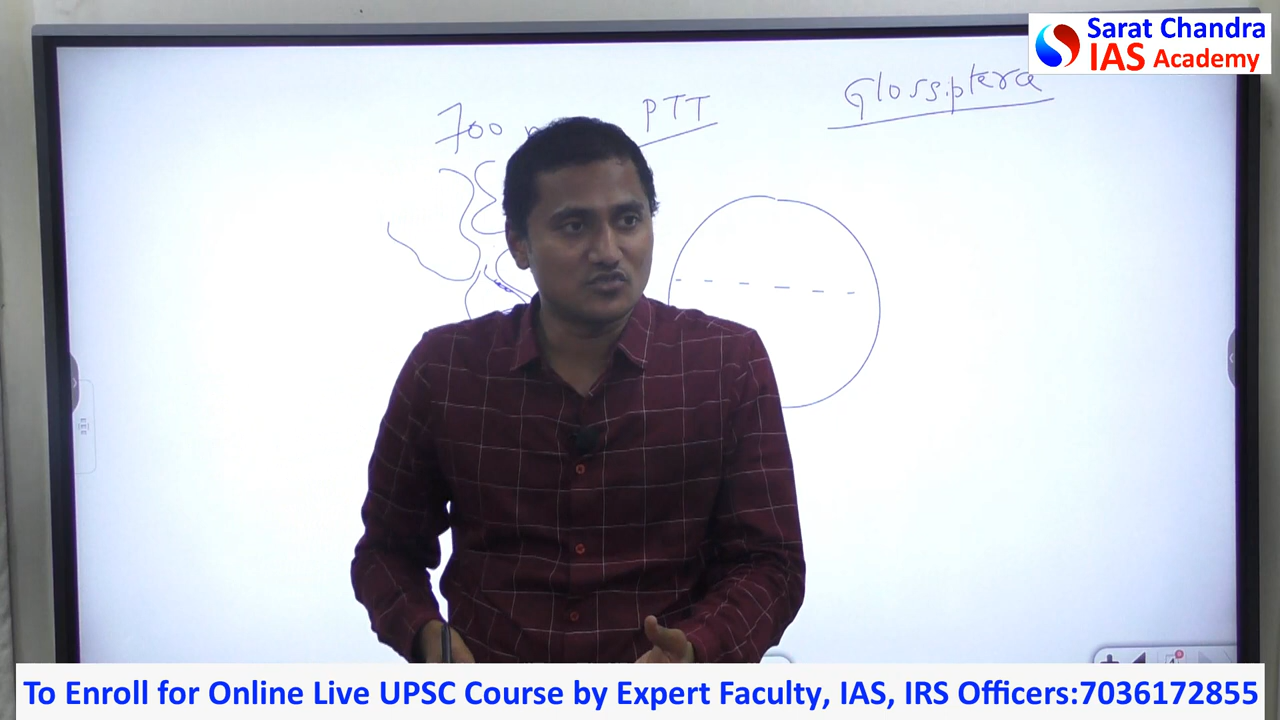 Sarat Chandra
IAS Academy
Glossiptera
700
PTT
To Enroll for Online Live UPSC Course by Expert Faculty, IAS, IRS Officers:7036172855